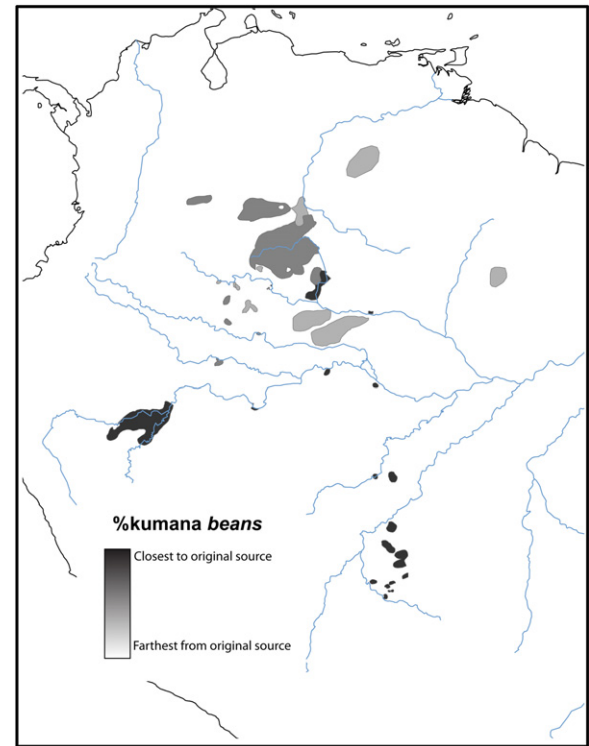 %kumana beans
Closest to original source
Farthest from original source